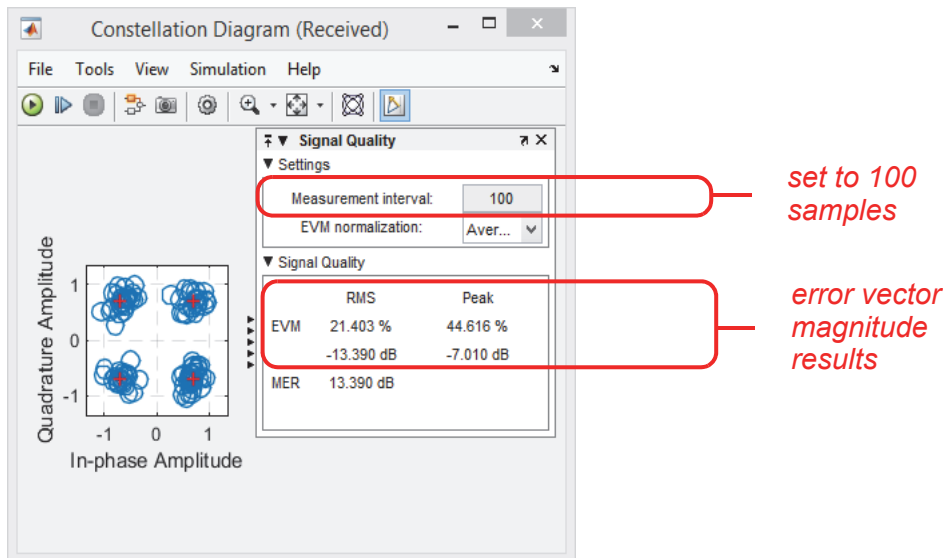 Constellation Diagram (Received)
File Tools View Simulation Help
Signal Quality
Settings
Measurement interval: 100
EVM normalization: Aver...
Signal Quality
RMS Peak
EVM 21.403 % 44.616 %
-13.390 dB -7.010 dB
MER 13.390 dB
Quadrature Amplitude
1
0
-1
-1 0 1
In-phase Amplitude
set to 100
samples
error vector
magnitude
results